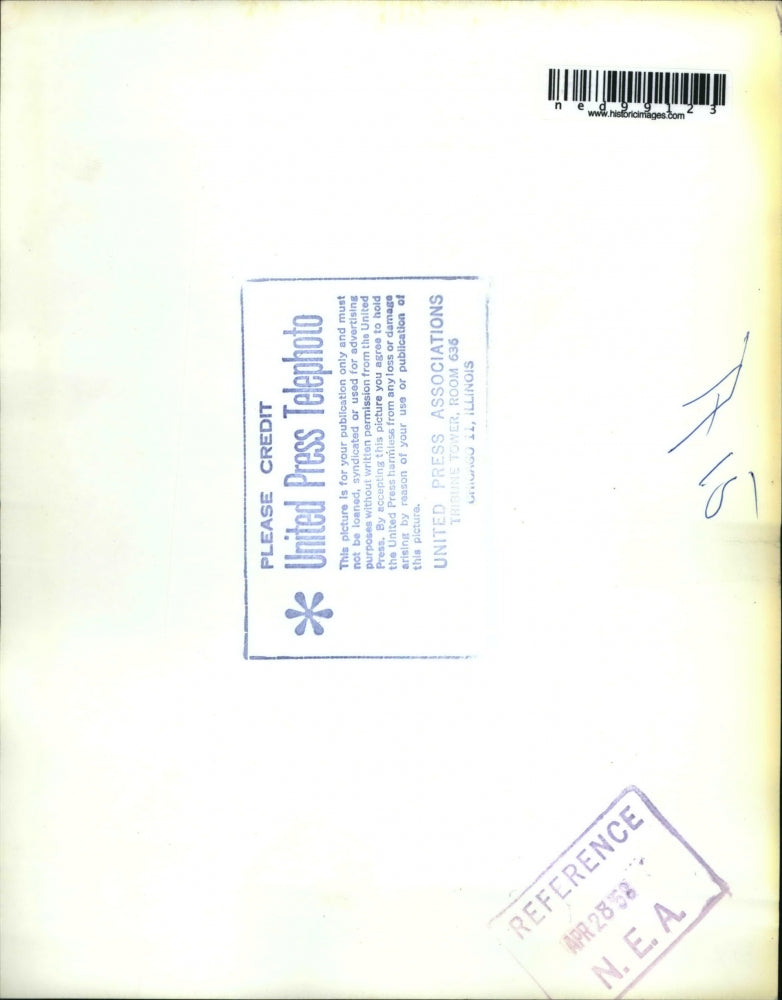 ned99123
www.historicimages.com
PLEASE CREDIT
United Press Telephoto
This picture is for your publication only and must
not be loaned, syndicated or used for advertising
purposes without written permission from the United
Press. By accepting this picture you agree to hold
the United Press harmless from any loss or damage
arising by reason of your use or publication of
this picture.
UNITED PRESS ASSOCIATIONS
TRIBUNE TOWER, ROOM 636
CHICAGO 11, ILLINOIS
REFERENCE
APR 28 '58
N. E. A.